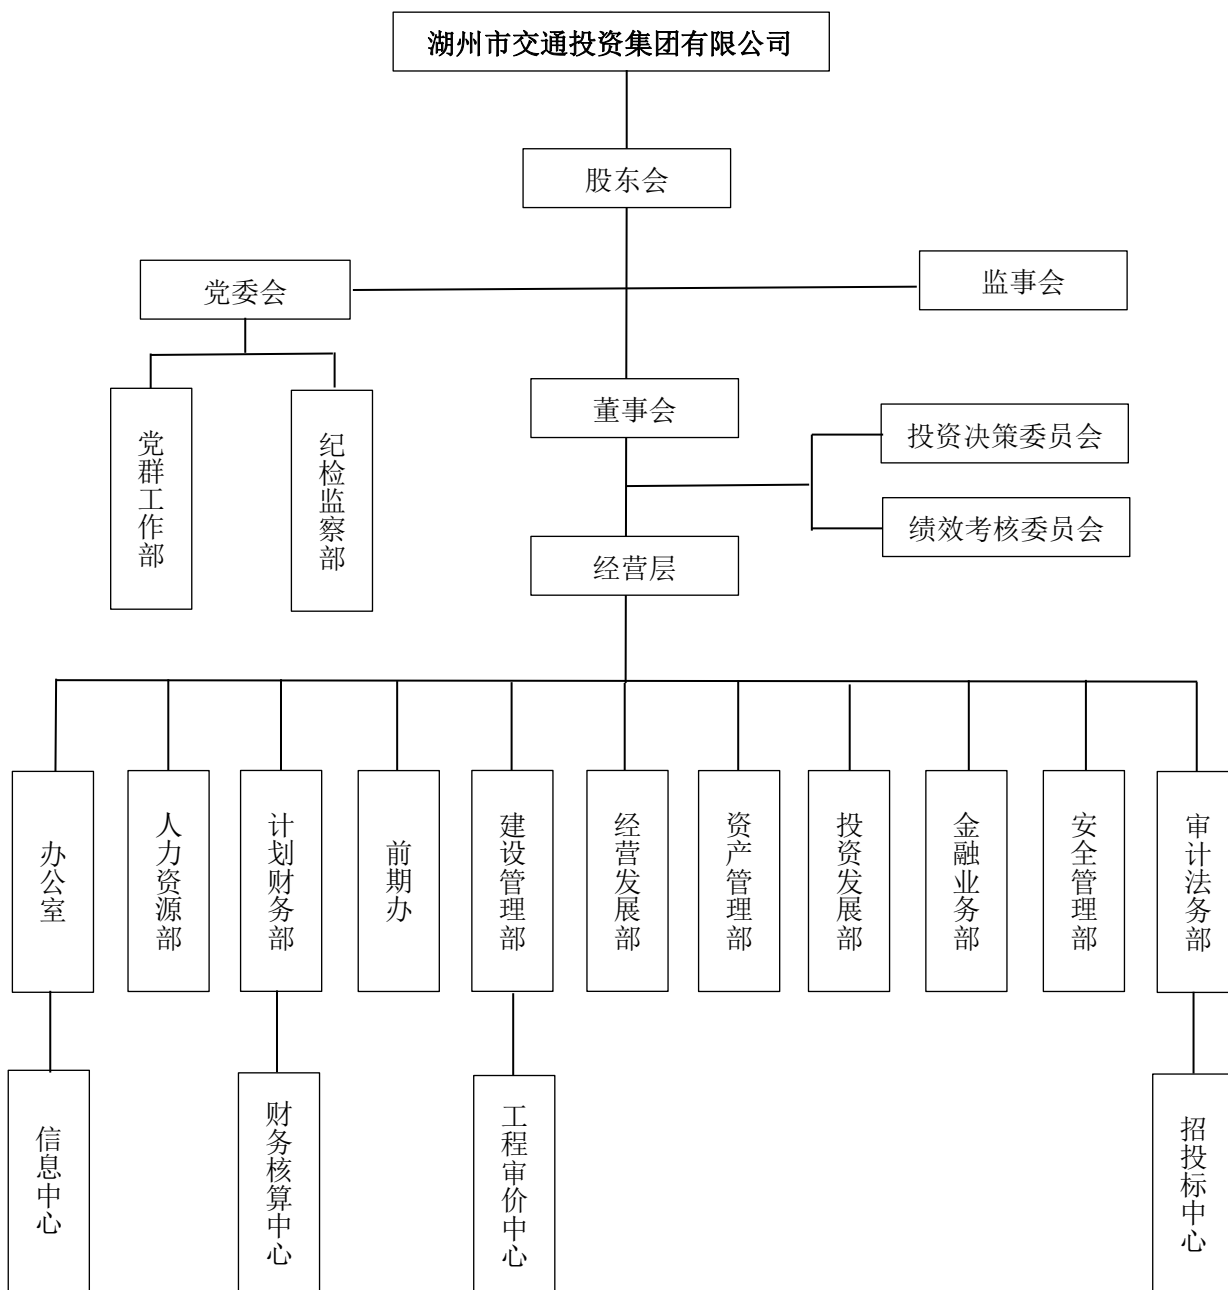 湖州市交通投资集团有限公司
股东会
党委会
监事会
党群工作部
纪检监察部
董事会
投资决策委员会
绩效考核委员会
经营层
办公室
人力资源部
计划财务部
前期办
建设管理部
经营发展部
资产管理部
投资发展部
金融业务部
安全管理部
审计法务部
信息中心
财务核算中心
工程审价中心
招投标中心